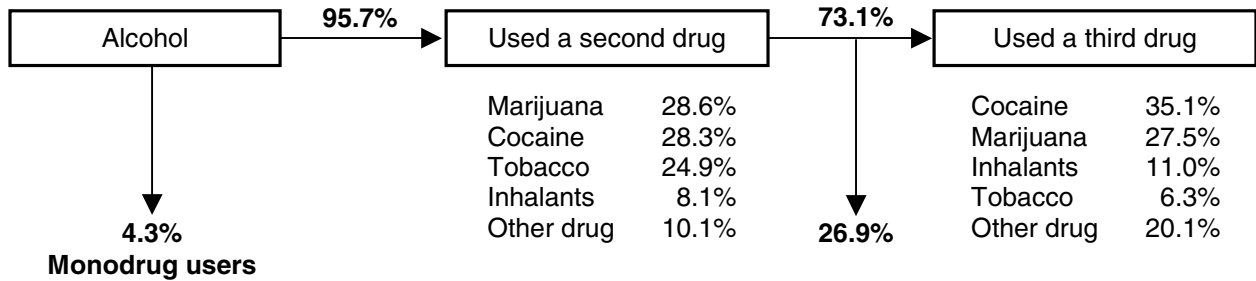 95.7% 73.1%
Alcohol Used a second drug Used a third drug
Marijuana 28.6% Cocaine 35.1%
Cocaine 28.3% Marijuana 27.5%
Tobacco 24.9% Inhalants 11.0%
Inhalants 8.1% Tobacco 6.3%
4.3% Other drug 10.1% 26.9% Other drug 20.1%
Monodrug users